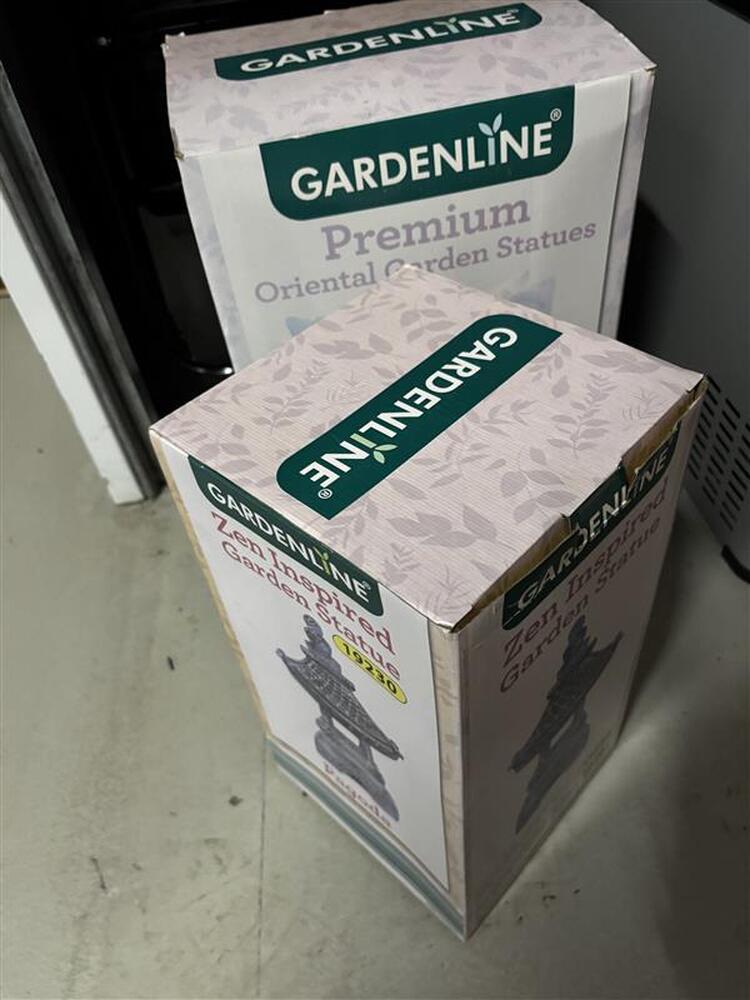 GARDENLINE
GARDENLINE®
Premium
Oriental Garden Statues
GARDENLINE®
GARDENLINE®
Zen Inspired
Garden Statue
19230
Pagoda
GARDENLINE
Zen Inspired
Garden Statue